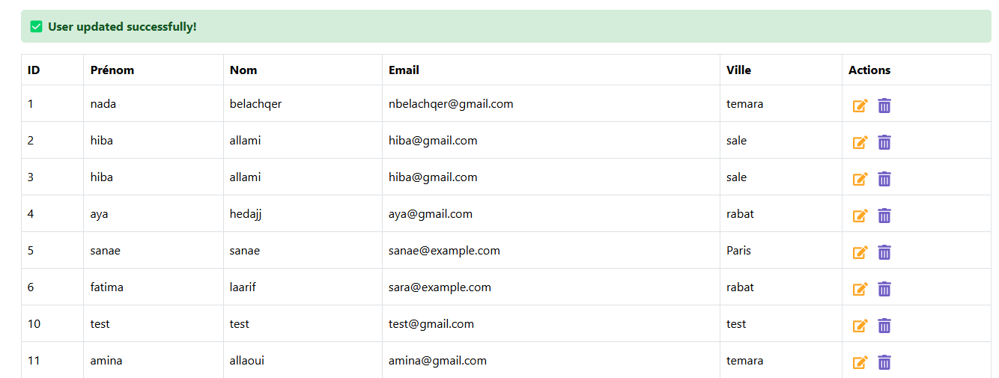 User updated successfully!
ID Prénom Nom Email Ville Actions
1 nada belachqer nbelachqer@gmail.com temara
2 hiba allami hiba@gmail.com sale
3 hiba allami hiba@gmail.com sale
4 aya hedajj aya@gmail.com rabat
5 sanae sanae sanae@example.com Paris
6 fatima laarif sara@example.com rabat
10 test test test@gmail.com test
11 amina allaoui amina@gmail.com temara